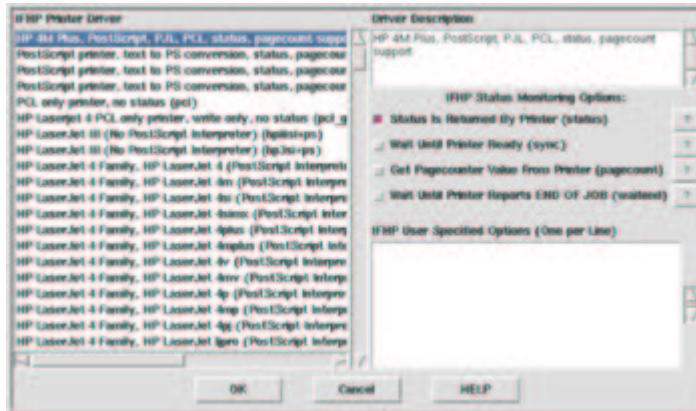 IFHP Printer Driver
HP 4M Plus, PostScript, PJL, PCL, status, pagecount suppo
PostScript printer, text to PS conversion, status, pagecour
PostScript printer, text to PS conversion, status, pagecour
PostScript printer, text to PS conversion, status, pagecour
PCL only printer, no status (pcl)
HP Laserjet 4 PCL only printer, write only, no status (pcl_g
HP LaserJet III (No PostScript Interpreter)
HP LaserJet III (No PostScript Interpreter)
HP LaserJet 4 Family, HP LaserJet 4 (PostScript Interprete
HP LaserJet 4 Family, HP LaserJet 4m (PostScript Interpre
HP LaserJet 4 Family, HP LaserJet 4si (PostScript Interpre
HP LaserJet 4 Family, HP LaserJet 4simx (PostScript Inter
HP LaserJet 4 Family, HP LaserJet 4plus (PostScript Interp
HP LaserJet 4 Family, HP LaserJet 4mplus (PostScript Inte
HP LaserJet 4 Family, HP LaserJet 4v (PostScript Interpre
HP LaserJet 4 Family, HP LaserJet 4mv (PostScript Interpr
HP LaserJet 4 Family, HP LaserJet 4p (PostScript Interpre
HP LaserJet 4 Family, HP LaserJet 4mp (PostScript Interpr
HP LaserJet 4 Family, HP LaserJet 4pj (PostScript Interpre
HP LaserJet 4 Family, HP LaserJet (PostScript Interpre
Driver Description
HP 4M Plus, PostScript, PJL, PCL, status, pagecount
support
IFHP Status Monitoring Options:
Status Is Returned By Printer (status) ?
Wait Until Printer Ready (sync) ?
Get Pagecounter Value From Printer (pagecount) ?
Wait Until Printer Reports END OF JOB (waitend) ?
IFHP User Specified Options (One per Line)
OK Cancel HELP